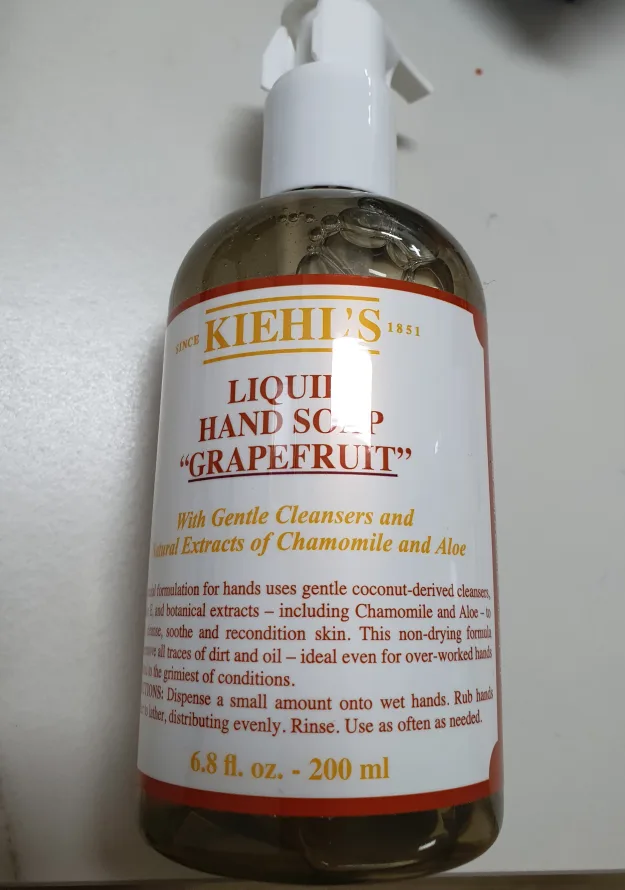 SINCE KIEHL'S 1851
LIQUID
HAND SOAP
“GRAPEFRUIT”
With Gentle Cleansers and
Natural Extracts of Chamomile and Aloe
formulation for hands uses gentle coconut-derived cleansers,
E, and botanical extracts – including Chamomile and Aloe – to
soothe and recondition skin. This non-drying formula
all traces of dirt and oil – ideal even for over-worked hands
in the grimiest of conditions.
Dispense a small amount onto wet hands. Rub hands
lather, distributing evenly. Rinse. Use as often as needed.
6.8 fl. oz. - 200 ml